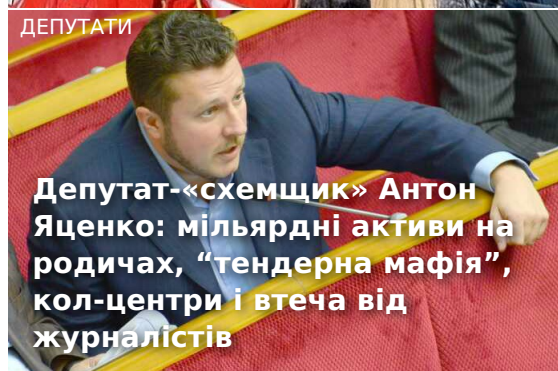 ДЕПУТАТИ
Депутат-«схемщик» Антон
Яценко: мільярдні активи на
родичах, “тендерна мафія”,
кол-центри і втеча від
журналістів